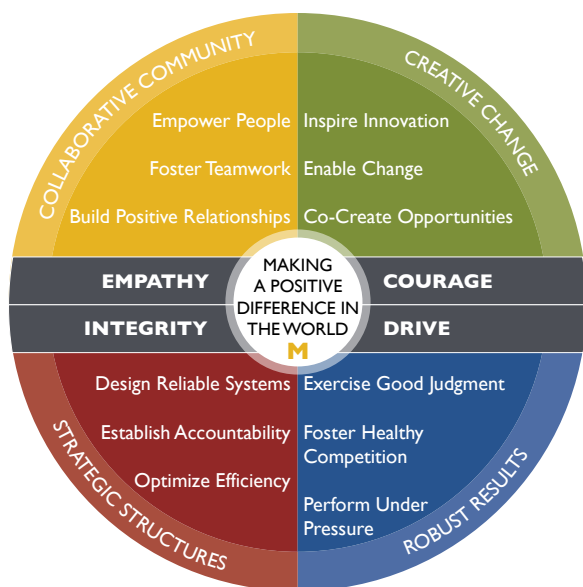 COLLABORATIVE COMMUNITY
Empower People
Foster Teamwork
Build Positive Relationships
CREATIVE CHANGE
Inspire Innovation
Enable Change
Co-Create Opportunities
EMPATHY
COURAGE
MAKING
A POSITIVE
DIFFERENCE IN
THE WORLD
M
INTEGRITY
DRIVE
STRATEGIC STRUCTURES
Design Reliable Systems
Establish Accountability
Optimize Efficiency
ROBUST RESULTS
Exercise Good Judgment
Foster Healthy
Competition
Perform Under
Pressure